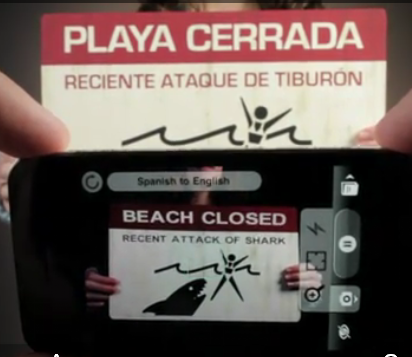 PLAYA CERRADA
RECIENTE ATAQUE DE TIBURÓN
Spanish to English
BEACH CLOSED
RECENT ATTACK OF SHARK